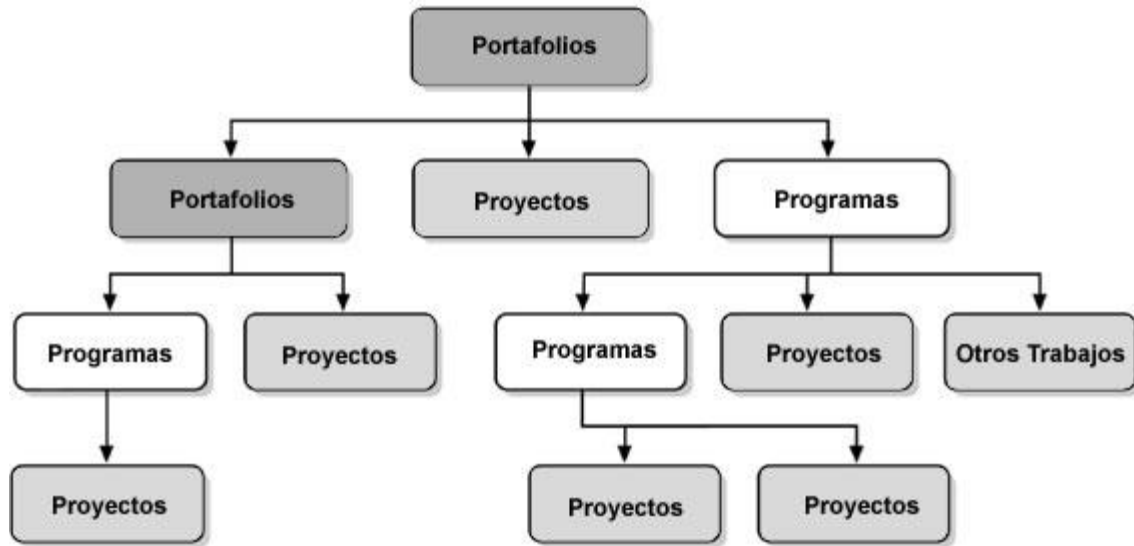 Portafolios
Portafolios
Proyectos
Programas
Programas
Proyectos
Programas
Proyectos
Otros Trabajos
Proyectos
Proyectos
Proyectos